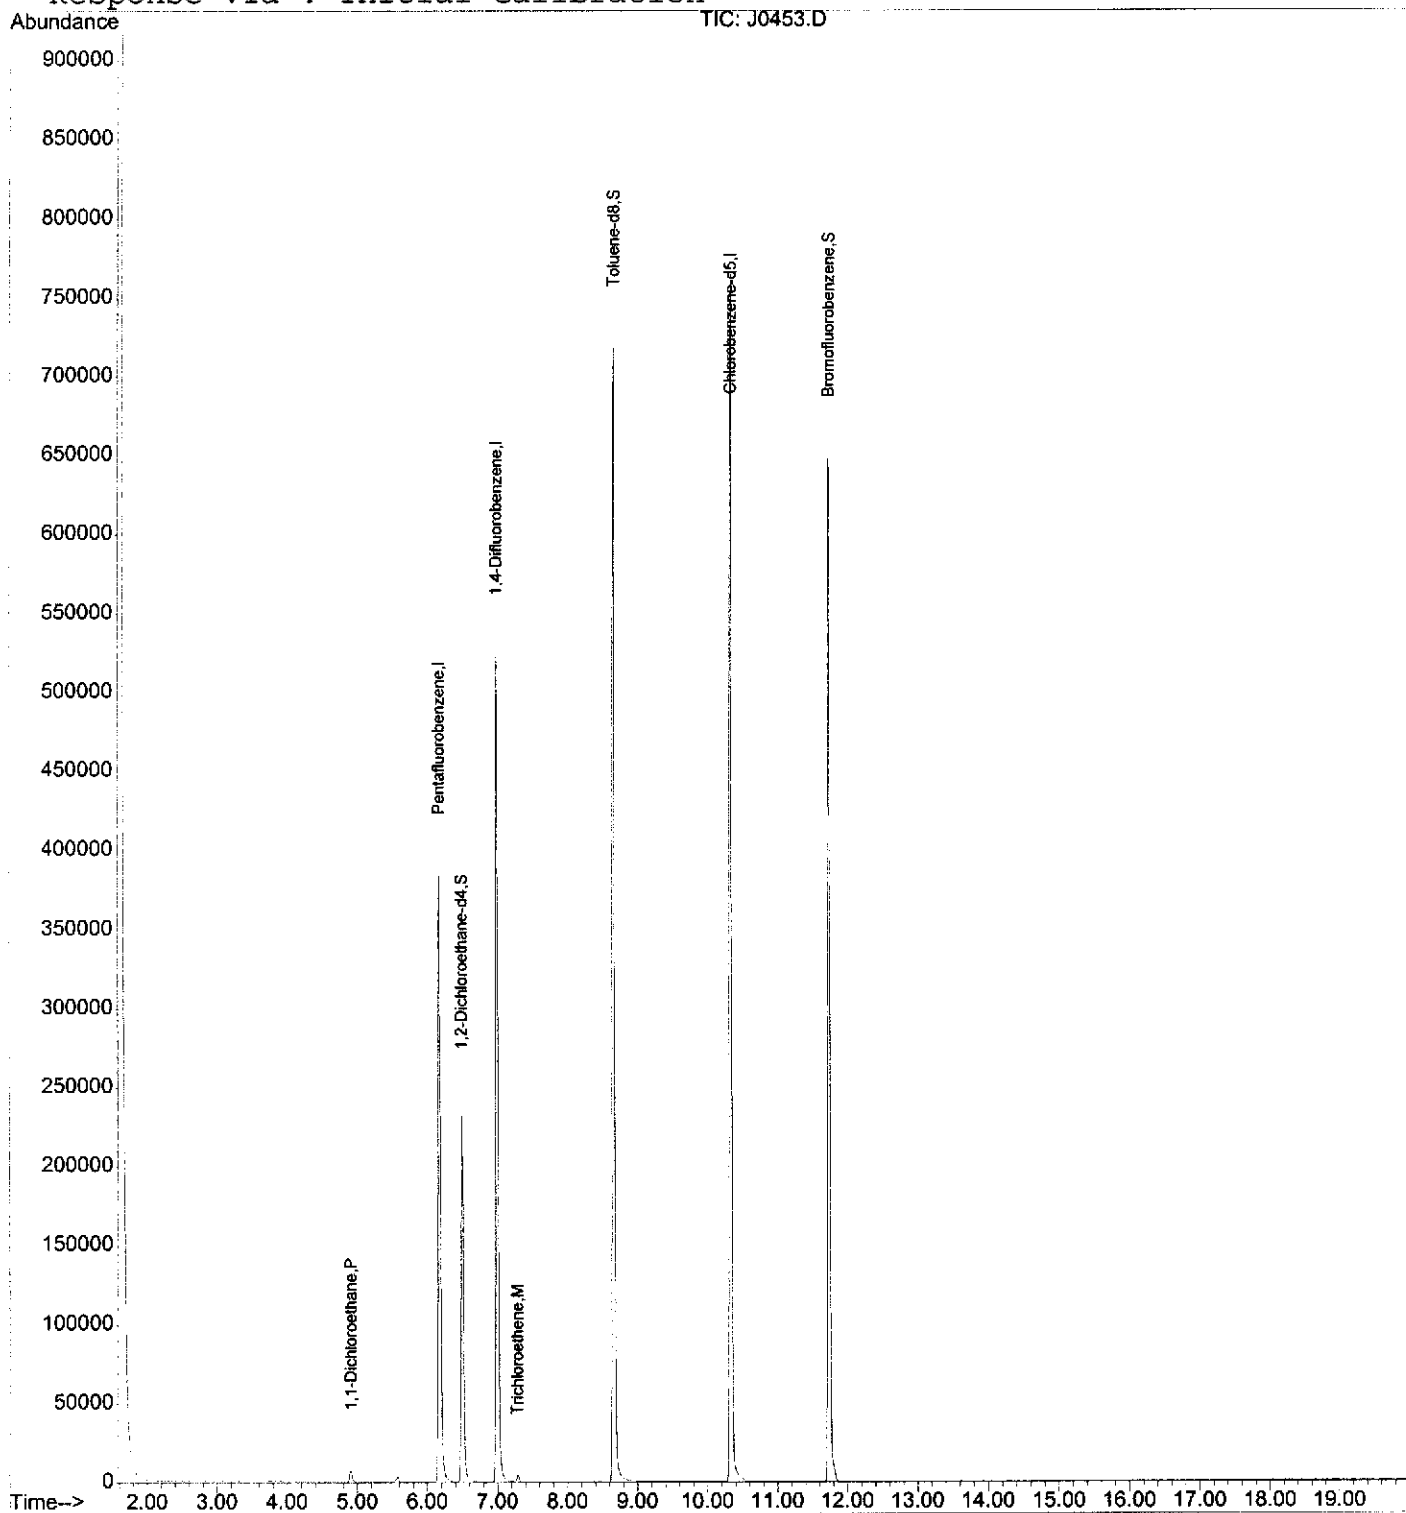 Response via : Initial Calibration
Abundance
TIC: J0453.D
900000
850000
800000
750000
700000
650000
600000
550000
500000
450000
400000
350000
300000
250000
200000
150000
100000
50000
0
1,1-Dichloroethane,P
Pentafluorobenzene,I
1,2-Dichloroethane-d4,S
1,4-Difluorobenzene,I
Trichloroethene,M
Toluene-d8,S
Chlorobenzene-d5,I
Bromofluorobenzene,S
Time--> 2.00 3.00 4.00 5.00 6.00 7.00 8.00 9.00 10.00 11.00 12.00 13.00 14.00 15.00 16.00 17.00 18.00 19.00